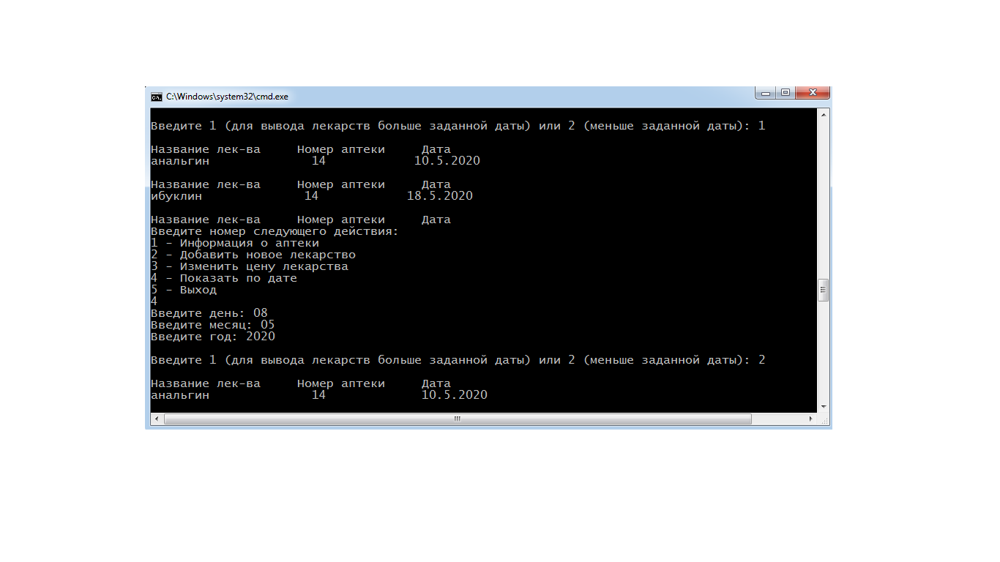 C:\Windows\system32\cmd.exe
Введите 1 (для вывода лекарств больше заданной даты) или 2 (меньше заданной даты): 1
Название лек-ва Номер аптеки Дата
анальгин 14 10.5.2020
Название лек-ва Номер аптеки Дата
ибуклин 14 18.5.2020
Название лек-ва Номер аптеки Дата
Введите номер следующего действия:
1 - Информация о аптеки
2 - Добавить новое лекарство
3 - Изменить цену лекарства
4 - Показать по дате
5 - Выход
4
Введите день: 08
Введите месяц: 05
Введите год: 2020
Введите 1 (для вывода лекарств больше заданной даты) или 2 (меньше заданной даты): 2
Название лек-ва Номер аптеки Дата
анальгин 14 10.5.2020